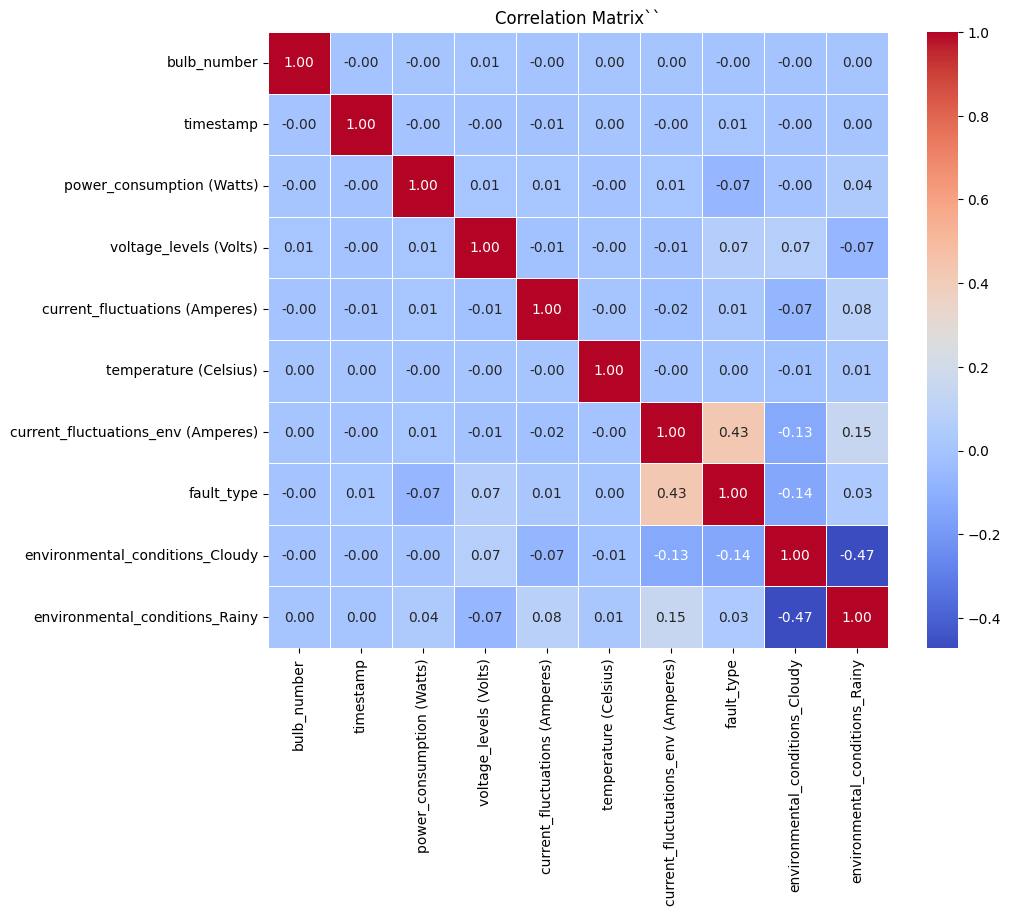 Correlation Matrix``
bulb_number 1.00 -0.00 -0.00 0.01 -0.00 0.00 0.00 -0.00 -0.00 0.00
timestamp -0.00 1.00 -0.00 -0.00 -0.01 0.00 -0.00 0.01 -0.00 0.00
power_consumption (Watts) -0.00 -0.00 1.00 0.01 0.01 -0.00 0.01 -0.07 -0.00 0.04
voltage_levels (Volts) 0.01 -0.00 0.01 1.00 -0.01 -0.00 -0.01 0.07 0.07 -0.07
current_fluctuations (Amperes) -0.00 -0.01 0.01 -0.01 1.00 -0.00 -0.02 0.01 -0.07 0.08
temperature (Celsius) 0.00 0.00 -0.00 -0.00 -0.00 1.00 -0.00 0.00 -0.01 0.01
current_fluctuations_env (Amperes) 0.00 -0.00 0.01 -0.01 -0.02 -0.00 1.00 0.43 -0.13 0.15
fault_type -0.00 0.01 -0.07 0.07 0.01 0.00 0.43 1.00 -0.14 0.03
environmental_conditions_Cloudy -0.00 -0.00 -0.00 0.07 -0.07 -0.01 -0.13 -0.14 1.00 -0.47
environmental_conditions_Rainy 0.00 0.00 0.04 -0.07 0.08 0.01 0.15 0.03 -0.47 1.00
bulb_number
timestamp
power_consumption (Watts)
voltage_levels (Volts)
current_fluctuations (Amperes)
temperature (Celsius)
current_fluctuations_env (Amperes)
fault_type
environmental_conditions_Cloudy
environmental_conditions_Rainy
1.0
0.8
0.6
0.4
0.2
0.0
−0.2
−0.4